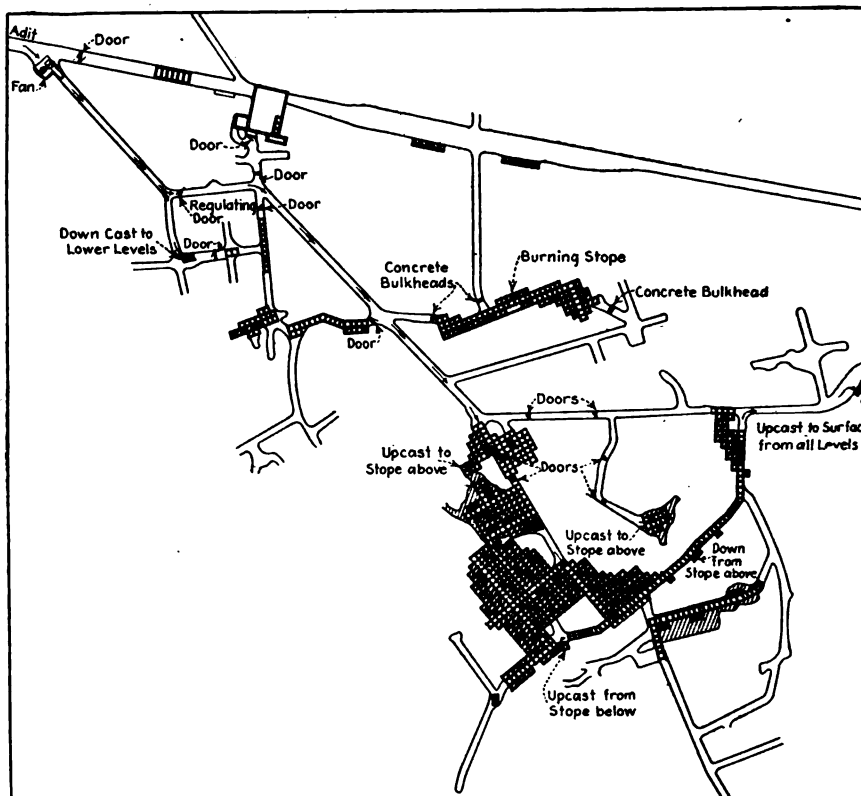 Adit
Door
Fan
Door
Door
Regulating
Door
Door
Down Cast to
Lower Levels
Door
Concrete
Bulkheads
Burning Stope
Concrete Bulkhead
Door
Doors
Upcast to Surfac
from all Levels
Upcast to
Stope above
Doors
Upcast to
Stope above
Down
from
Stope above
Upcast from
Stope below